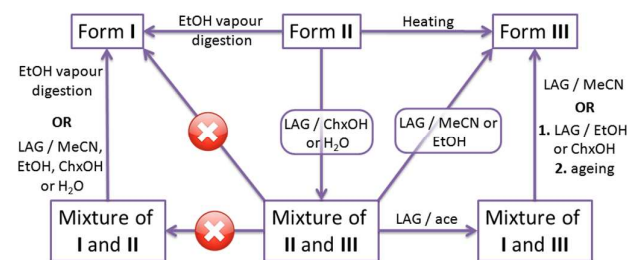 Form I
EtOH vapour
digestion
Form II
Heating
Form III
EtOH vapour
digestion
OR
LAG / MeCN,
EtOH, ChxOH
or H₂O
LAG / ChxOH
or H₂O
LAG / MeCN or
EtOH
LAG / MeCN
OR
1. LAG / EtOH
or ChxOH
2. ageing
Mixture of
I and II
Mixture of
II and III
LAG / ace
Mixture of
I and III